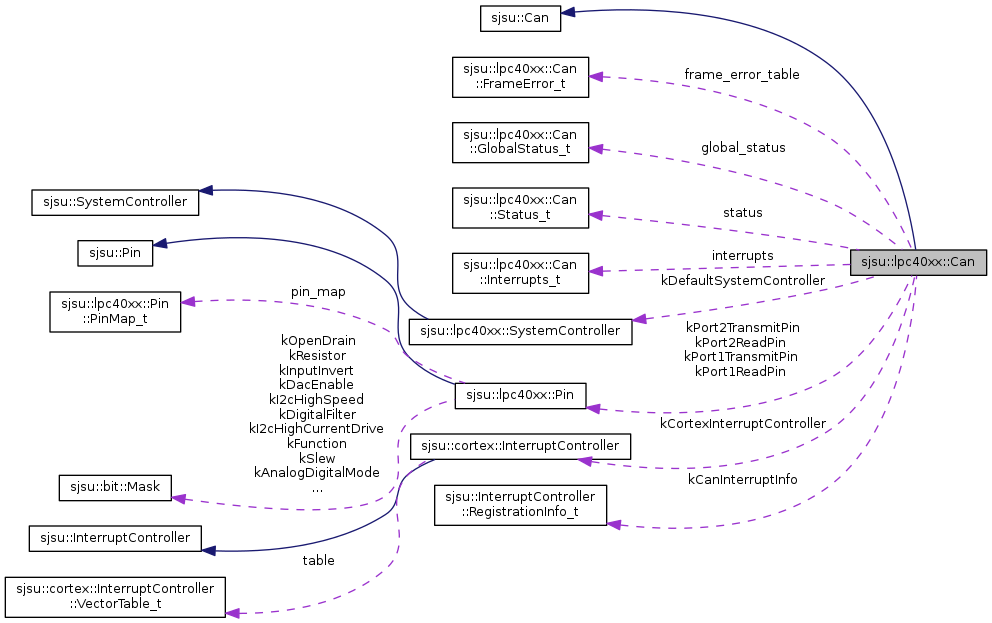 sjsu::Can
sjsu::lpc40xx::Can
::FrameError_t
frame_error_table
sjsu::lpc40xx::Can
::GlobalStatus_t
global_status
sjsu::lpc40xx::Can
::Status_t
status
sjsu::SystemController
sjsu::Pin
sjsu::lpc40xx::Can
::Interrupts_t
interrupts
kDefaultSystemController
sjsu::lpc40xx::Can
sjsu::lpc40xx::Pin
::PinMap_t
pin_map
sjsu::lpc40xx::SystemController
kPort2TransmitPin
kPort2ReadPin
kPort1TransmitPin
kPort1ReadPin
kOpenDrain
kResistor
kInputInvert
kDacEnable
kI2cHighSpeed
kDigitalFilter
kI2cHighCurrentDrive
kFunction
kSlew
kAnalogDigitalMode
...
sjsu::lpc40xx::Pin
kCortexInterruptController
sjsu::cortex::InterruptController
kCanInterruptInfo
sjsu::bit::Mask
sjsu::InterruptController
::RegistrationInfo_t
sjsu::InterruptController
table
sjsu::cortex::InterruptController
::VectorTable_t